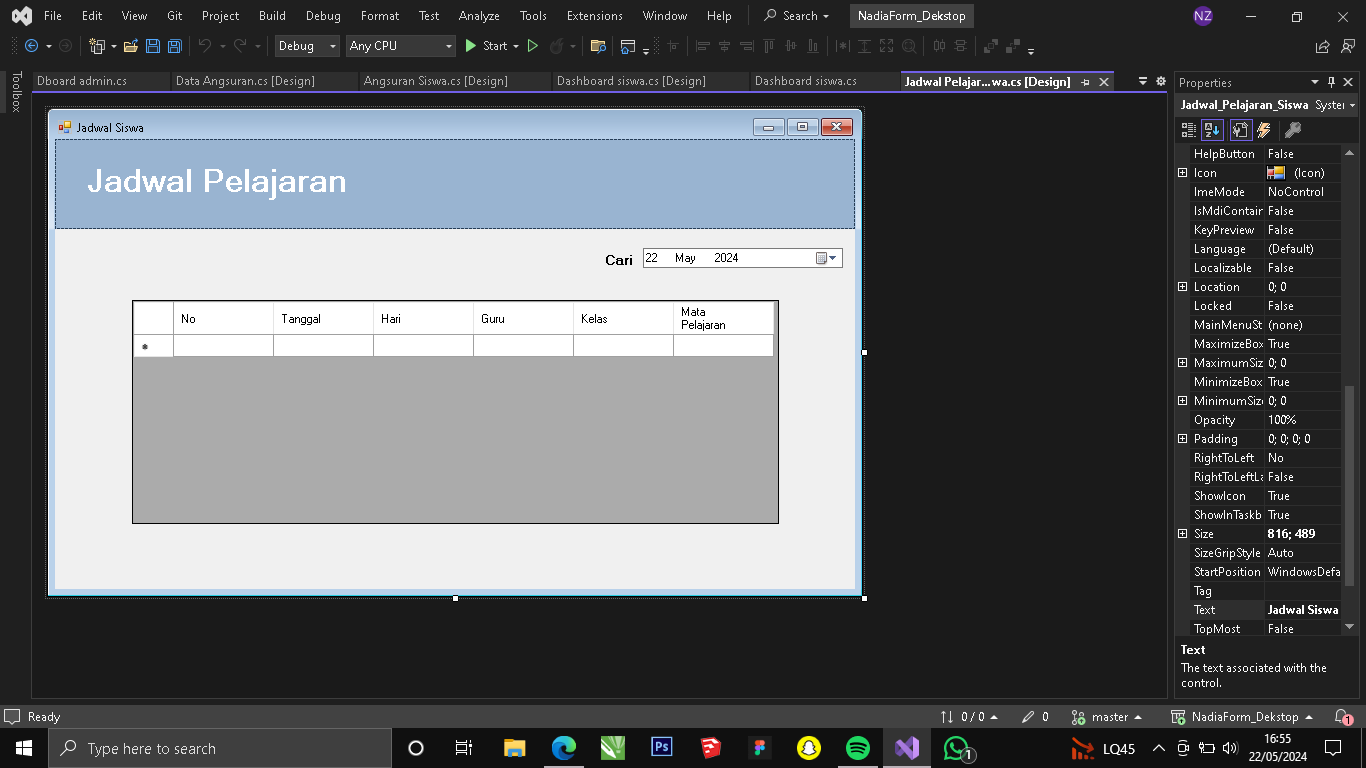 File Edit View Git Project Build Debug Format Test Analyze Tools Extensions Window Help Search NadiaForm_Dekstop NZ
Debug Any CPU Start
Dboard admin.cs Data Angsuran.cs [Design] Angsuran Siswa.cs [Design] Dashboard siswa.cs [Design] Dashboard siswa.cs Jadwal Pelajar...wa.cs [Design]
Toolbox
Jadwal Siswa
Jadwal Pelajaran
Cari 22 May 2024
No Tanggal Hari Guru Kelas Mata
Pelajaran
Properties
Jadwal_Pelajaran_Siswa Syste
HelpButton False
Icon (Icon)
ImeMode NoControl
IsMdiContair False
KeyPreview False
Language (Default)
Localizable False
Location 0; 0
Locked False
MainMenuSt (none)
MaximizeBox True
MaximumSiz 0; 0
MinimizeBox True
MinimumSiz 0; 0
Opacity 100%
Padding 0; 0; 0; 0
RightToLeft No
RightToLeftLa False
ShowIcon True
ShowInTaskb True
Size 816; 489
SizeGripStyle Auto
StartPosition WindowsDefa
Tag
Text Jadwal Siswa
TopMost False
Text
The text associated with the
control.
Ready 0 / 0 0 master NadiaForm_Dekstop 1
Type here to search Ps 1 LQ45 16:55
22/05/2024